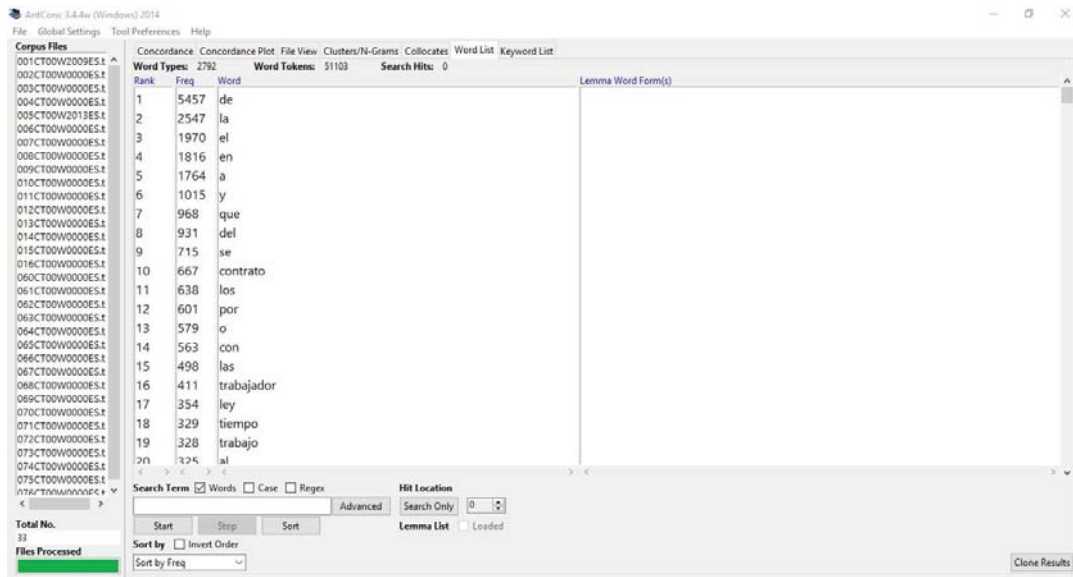 AntConc 3.4.4w (Windows) 2014
File Global Settings Tool Preferences Help
Corpus Files
001CT00W2009ES.t
002CT00W0000ES.t
003CT00W0000ES.t
004CT00W0000ES.t
005CT00W2013ES.t
006CT00W0000ES.t
007CT00W0000ES.t
008CT00W0000ES.t
009CT00W0000ES.t
010CT00W0000ES.t
011CT00W0000ES.t
012CT00W0000ES.t
013CT00W0000ES.t
014CT00W0000ES.t
015CT00W0000ES.t
016CT00W0000ES.t
060CT00W0000ES.t
061CT00W0000ES.t
062CT00W0000ES.t
063CT00W0000ES.t
064CT00W0000ES.t
065CT00W0000ES.t
066CT00W0000ES.t
067CT00W0000ES.t
068CT00W0000ES.t
069CT00W0000ES.t
070CT00W0000ES.t
071CT00W0000ES.t
072CT00W0000ES.t
073CT00W0000ES.t
074CT00W0000ES.t
075CT00W0000ES.t
076CT00W0000ES.t
Total No.
33
Files Processed
Concordance Concordance Plot File View Clusters/N-Grams Collocates Word List Keyword List
Word Types: 2792 Word Tokens: 51103 Search Hits: 0
Rank Freq Word Lemma Word Form(s)
1 5457 de
2 2547 la
3 1970 el
4 1816 en
5 1764 a
6 1015 y
7 968 que
8 931 del
9 715 se
10 667 contrato
11 638 los
12 601 por
13 579 o
14 563 con
15 498 las
16 411 trabajador
17 354 ley
18 329 tiempo
19 328 trabajo
20 325 al
Search Term Words Case Regex Hit Location
Advanced Search Only 0
Start Stop Sort Lemma List Loaded
Sort by Invert Order
Sort by Freq Clone Results